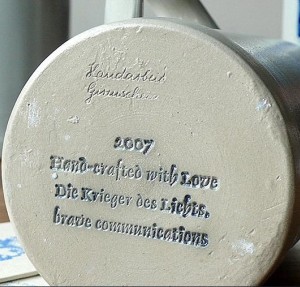 Handarbeit
2007
Hand-crafted with Love
Die Krieger des Lichts.
brave communications